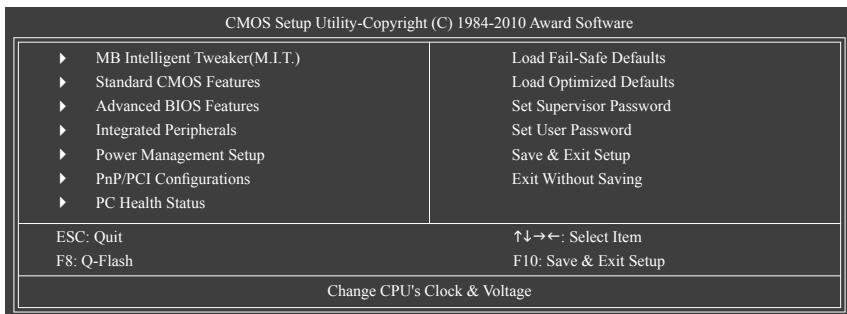 CMOS Setup Utility-Copyright (C) 1984-2010 Award Software
MB Intelligent Tweaker(M.I.T.)
Standard CMOS Features
Advanced BIOS Features
Integrated Peripherals
Power Management Setup
PnP/PCI Configurations
PC Health Status
Load Fail-Safe Defaults
Load Optimized Defaults
Set Supervisor Password
Set User Password
Save & Exit Setup
Exit Without Saving
ESC: Quit
F8: Q-Flash
↑↓→←: Select Item
F10: Save & Exit Setup
Change CPU's Clock & Voltage